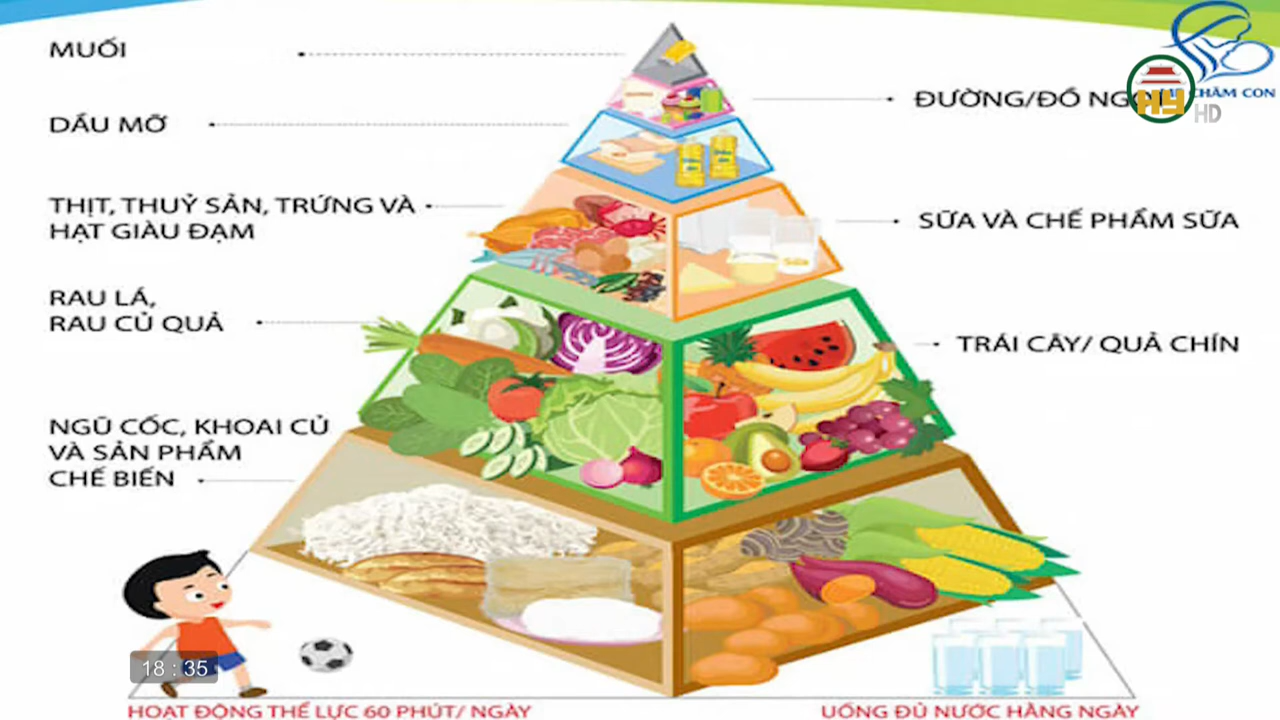 MUỐI
CHĂM CON
ĐƯỜNG/ĐỒ
HD
DẦU MỠ
THỊT, THUỶ SẢN, TRỨNG VÀ
HẠT GIÀU ĐẠM
SỮA VÀ CHẾ PHẨM SỮA
Sữa
RAU LÁ,
RAU CỦ QUẢ
TRÁI CÂY/ QUẢ CHÍN
NGŨ CỐC, KHOAI CỦ
VÀ SẢN PHẨM
CHẾ BIẾN
18 : 35
HOẠT ĐỘNG THỂ LỰC 60 PHÚT/ NGÀY
UỐNG ĐỦ NƯỚC HẰNG NGÀY